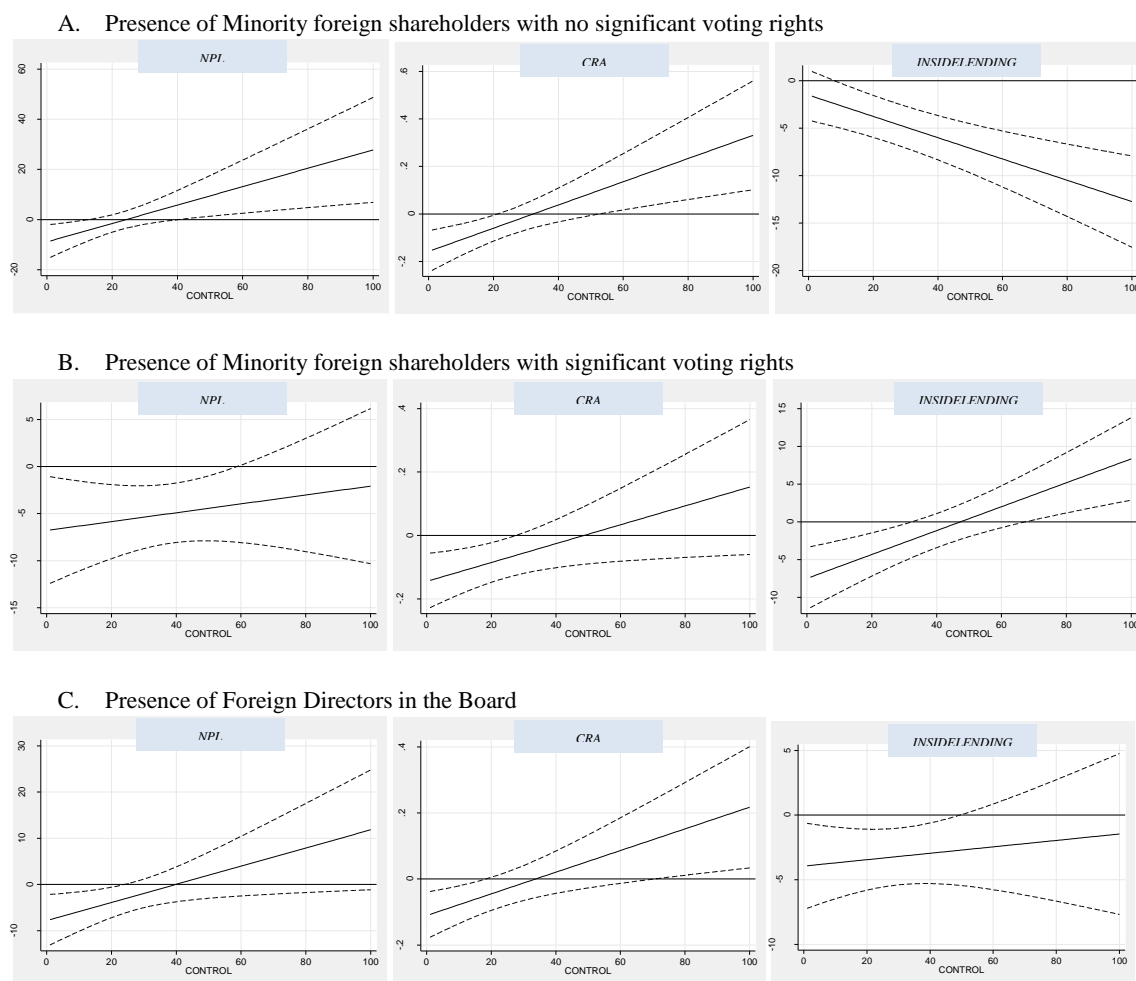 A. Presence of Minority foreign shareholders with no significant voting rights
NPL
60
40
20
0
-20
0 20 40 60 80 100
CONTROL
CRA
.6
.4
.2
0
-.2
0 20 40 60 80 100
CONTROL
INSIDELENDING
0
-5
-10
-15
-20
0 20 40 60 80 100
CONTROL
B. Presence of Minority foreign shareholders with significant voting rights
NPL
5
0
-5
-10
-15
0 20 40 60 80 100
CONTROL
CRA
.4
.2
0
-.2
0 20 40 60 80 100
CONTROL
INSIDELENDING
15
10
5
0
-5
-10
0 20 40 60 80 100
CONTROL
C. Presence of Foreign Directors in the Board
NPL
30
20
10
0
-10
0 20 40 60 80 100
CONTROL
CRA
.4
.2
0
-.2
0 20 40 60 80 100
CONTROL
INSIDELENDING
5
0
-5
-10
0 20 40 60 80 100
CONTROL